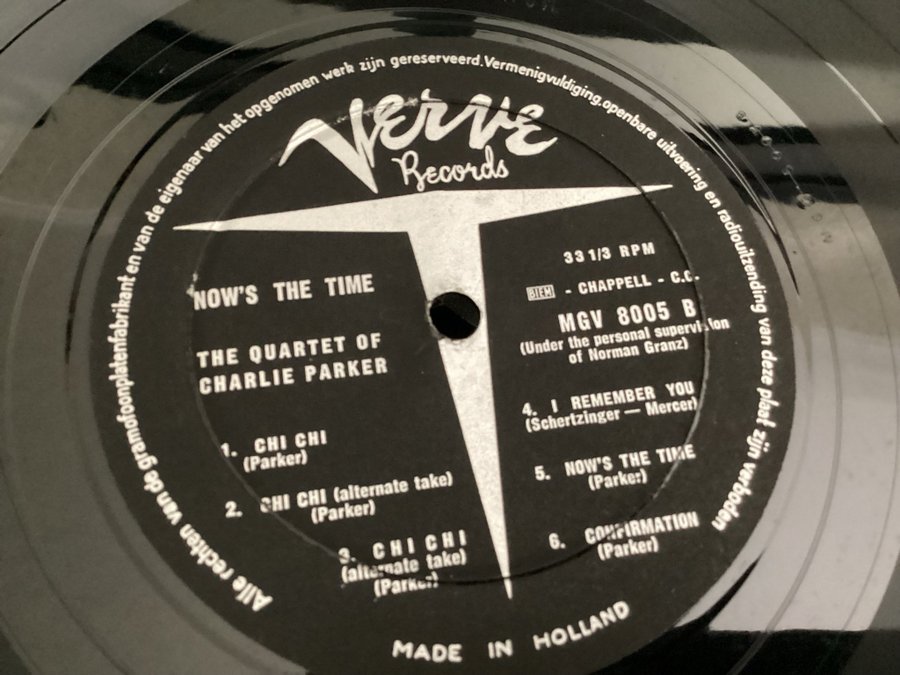 Alle rechten van de gramofoonplatenfabrikant en van de eigenaar van het opgenomen werk zijn gereserveerd. Vermenigvuldiging, openbare uitvoering en radiouitzending van deze plaat zijn verboden
Verve
Records
NOW'S THE TIME
THE QUARTET OF
CHARLIE PARKER
1. CHI CHI
(Parker)
2. CHI CHI (alternate take)
(Parker)
3. CHI CHI
(alternate take)
(Parker)
33 1/3 RPM
BIEM - CHAPPELL - C.C.
MGV 8005 B
(Under the personal supervision
of Norman Granz)
4. I REMEMBER YOU
(Schertzinger — Mercer)
5. NOW'S THE TIME
(Parker)
6. CONFIRMATION
(Parker)
MADE IN HOLLAND